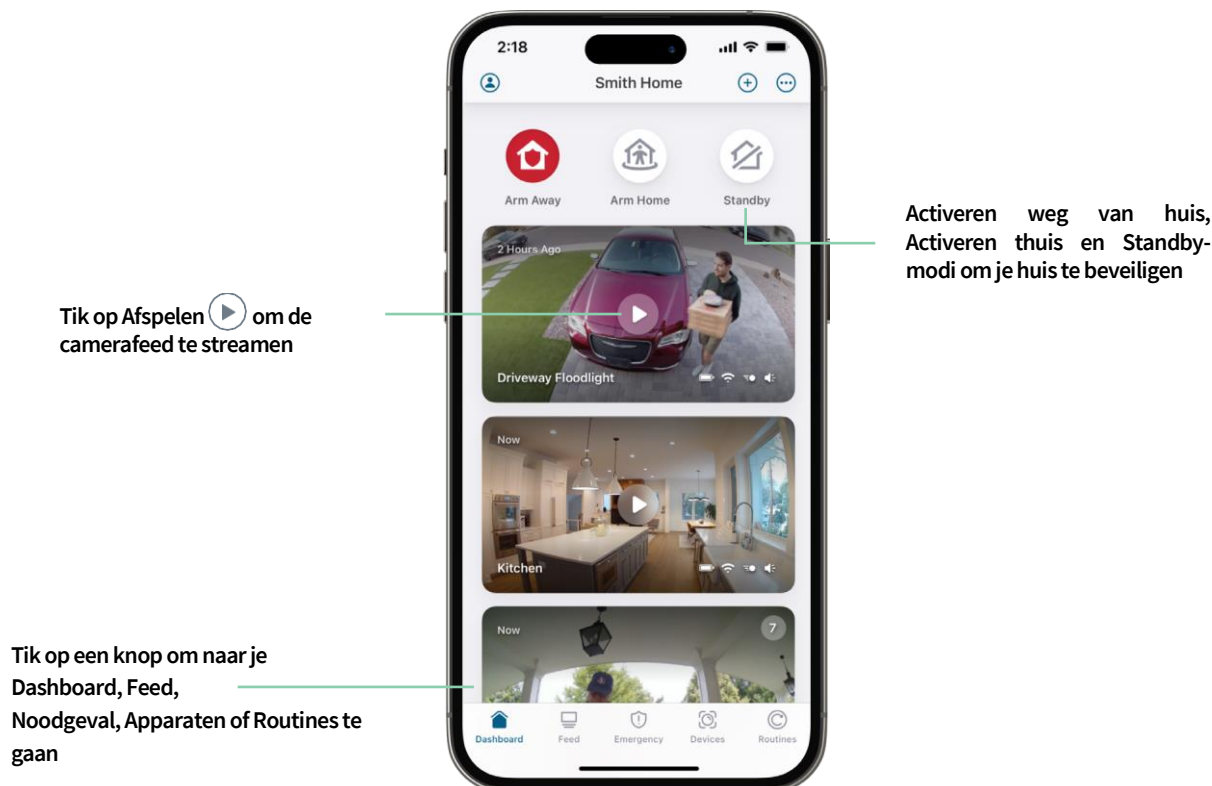 2:18
Smith Home
Arm Away
Arm Home
Standby
Activeren weg van huis,
Activeren thuis en Standby-
modi om je huis te beveiligen
2 Hours Ago
Tik op Afspelen om de
camerafeed te streamen
Driveway Floodlight
Now
Kitchen
Now
7
Tik op een knop om naar je
Dashboard, Feed,
Noodgeval, Apparaten of Routines te
gaan
Dashboard
Feed
Emergency
Devices
Routines